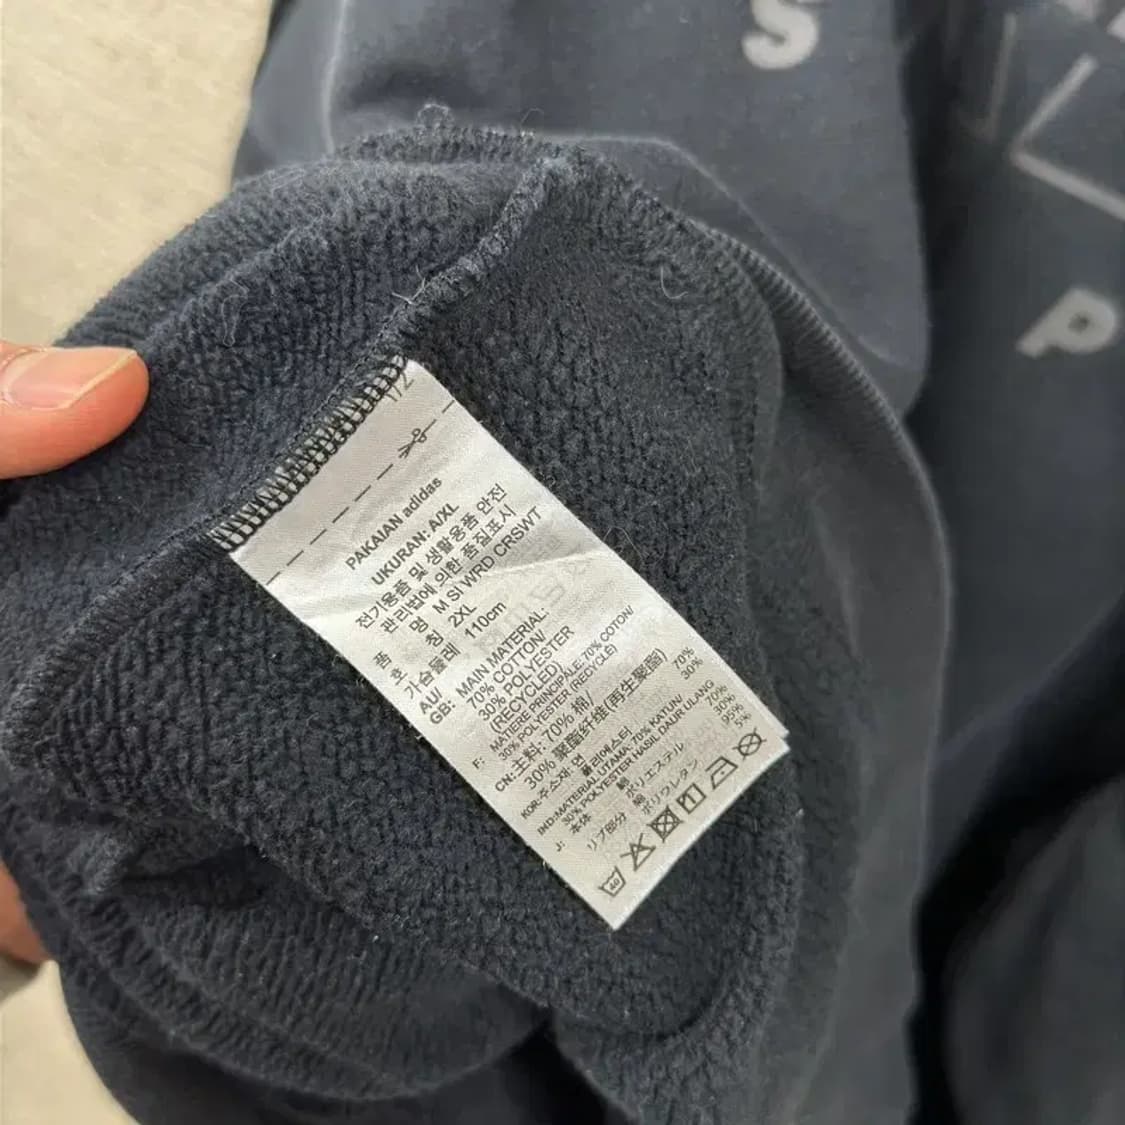 S
P
1/2
PAKAIAN adidas
UKURAN: A/XL
전기용품 및 생활용품 안전
관리법에 의한 품질표시
품 명 M SI WRD CRSWT
호 칭 2XL
가슴둘레 110cm
AU/
GB: MAIN MATERIAL:
70% COTTON/
30% POLYESTER
(RECYCLED)
F: MATIERE PRINCIPALE: 70% COTON/
30% POLYESTER (RECYCLE)
CN: 主料: 70% 棉/
30% 聚酯纤维(再生聚酯)
KOR: 주소재: 면 70%
폴리에스터 30%
IND: MATERIAL UTAMA: 70% KATUN/
30% POLYESTER HASIL DAUR ULANG
J: 本体 綿 70%
ポリエステル 30%
リブ部分 綿 95%
ポリウレタン 5%
40